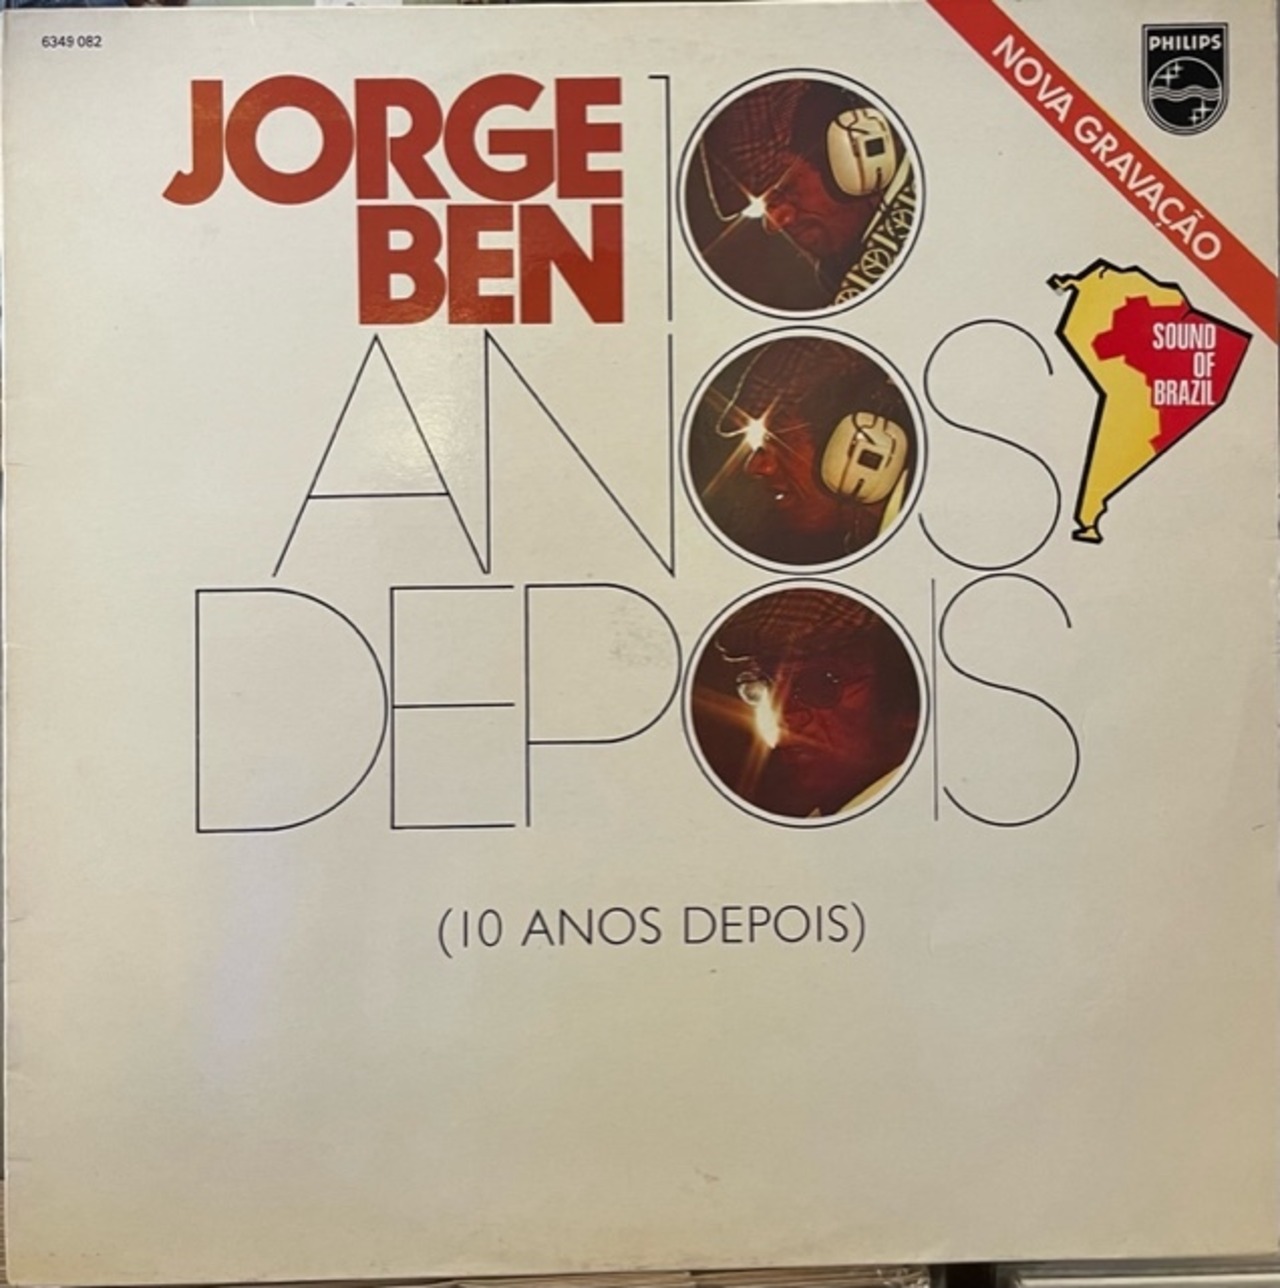 6349 082
JORGE
BEN
10
ANOS
DEPOIS
NOVA GRAVAÇÃO
PHILIPS
SOUND
OF
BRAZIL
(10 ANOS DEPOIS)